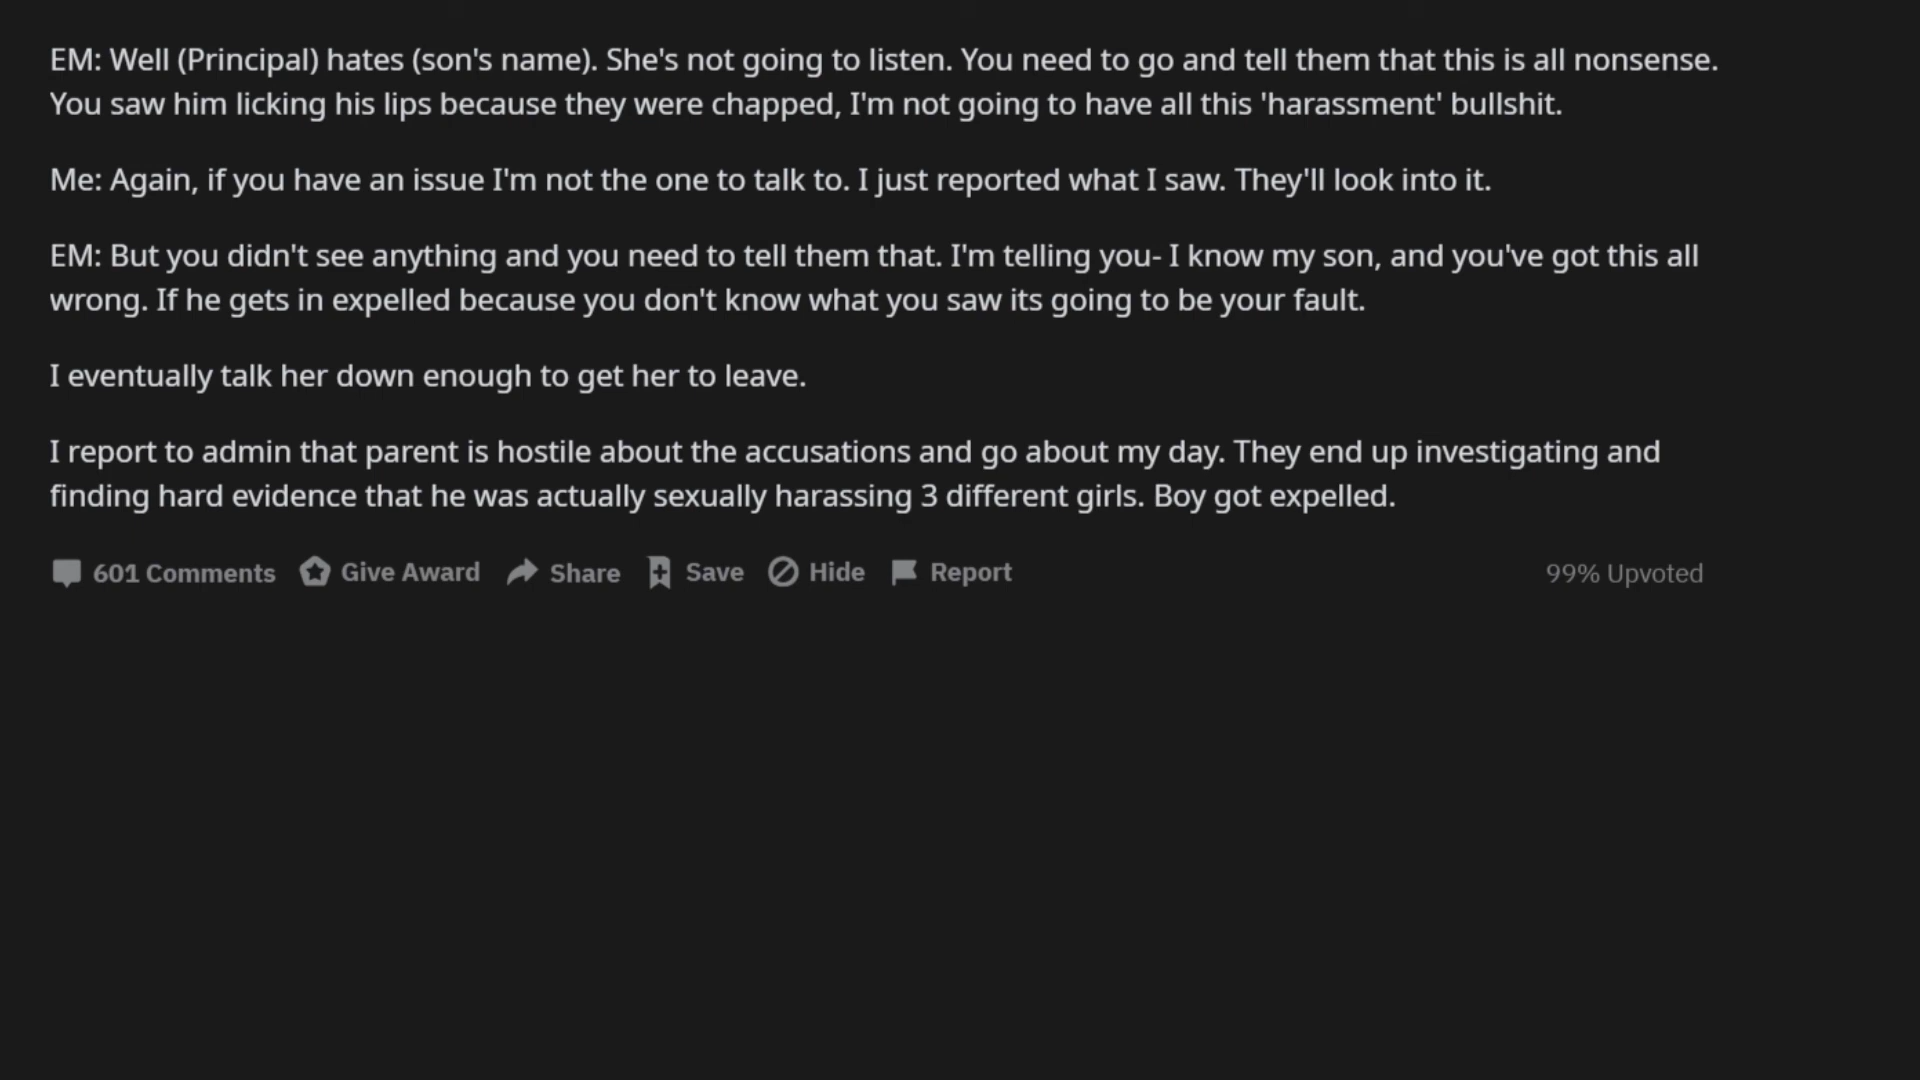 EM: Well (Principal) hates (son's name). She's not going to listen. You need to go and tell them that this is all nonsense.
You saw him licking his lips because they were chapped, I'm not going to have all this 'harassment' bullshit.
Me: Again, if you have an issue I'm not the one to talk to. I just reported what I saw. They'll look into it.
EM: But you didn't see anything and you need to tell them that. I'm telling you- I know my son, and you've got this all
wrong. If he gets in expelled because you don't know what you saw its going to be your fault.
I eventually talk her down enough to get her to leave.
I report to admin that parent is hostile about the accusations and go about my day. They end up investigating and
finding hard evidence that he was actually sexually harassing 3 different girls. Boy got expelled.
601 Comments Give Award Share Save Hide Report 99% Upvoted